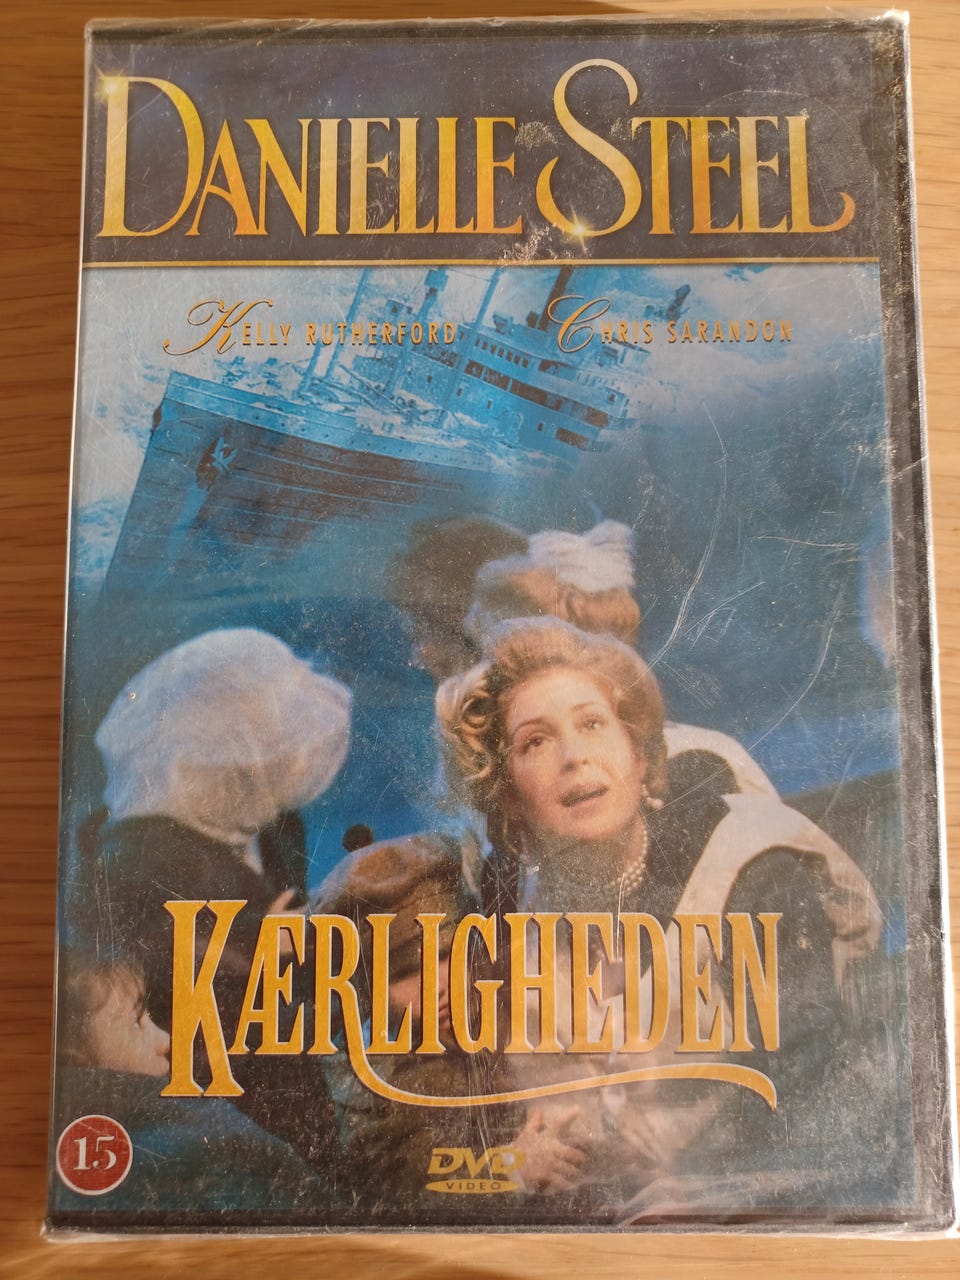 DANIELLE STEEL
KELLY RUTHERFORD CHRIS SARANDON
KÆRLIGHEDEN
15
DVD
VIDEO